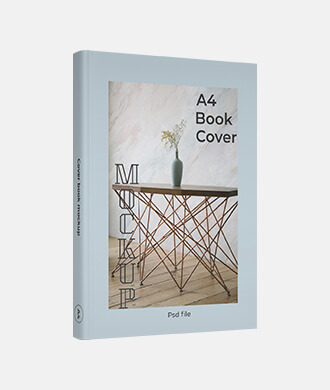 A4
Book
Cover
MOCKUP
Psd file
Cover book mockup
A4